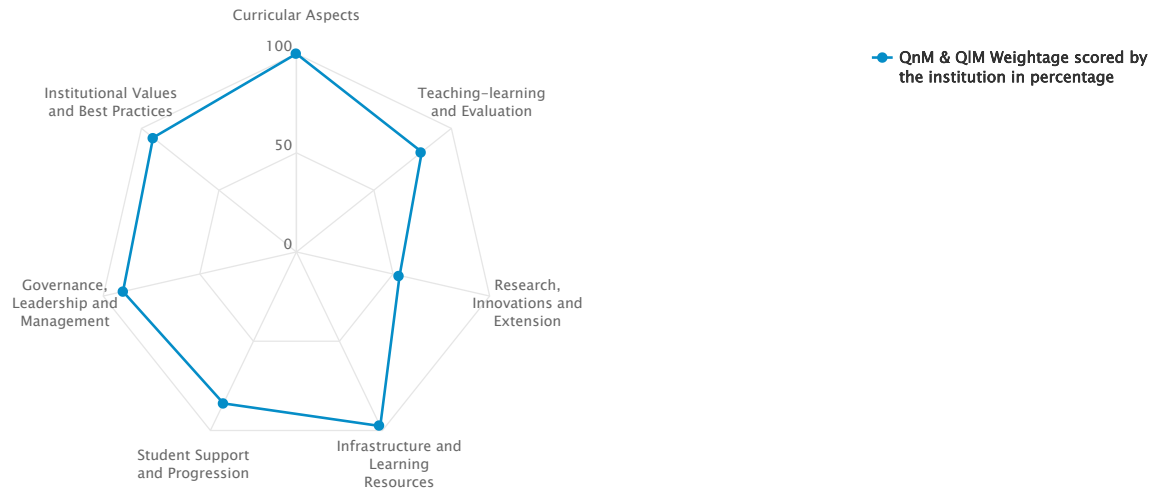 Curricular Aspects
100
QnM & QlM Weightage scored by
the institution in percentage
Institutional Values
and Best Practices
Teaching-learning
and Evaluation
50
0
Governance,
Leadership and
Management
Research,
Innovations and
Extension
Student Support
and Progression
Infrastructure and
Learning
Resources